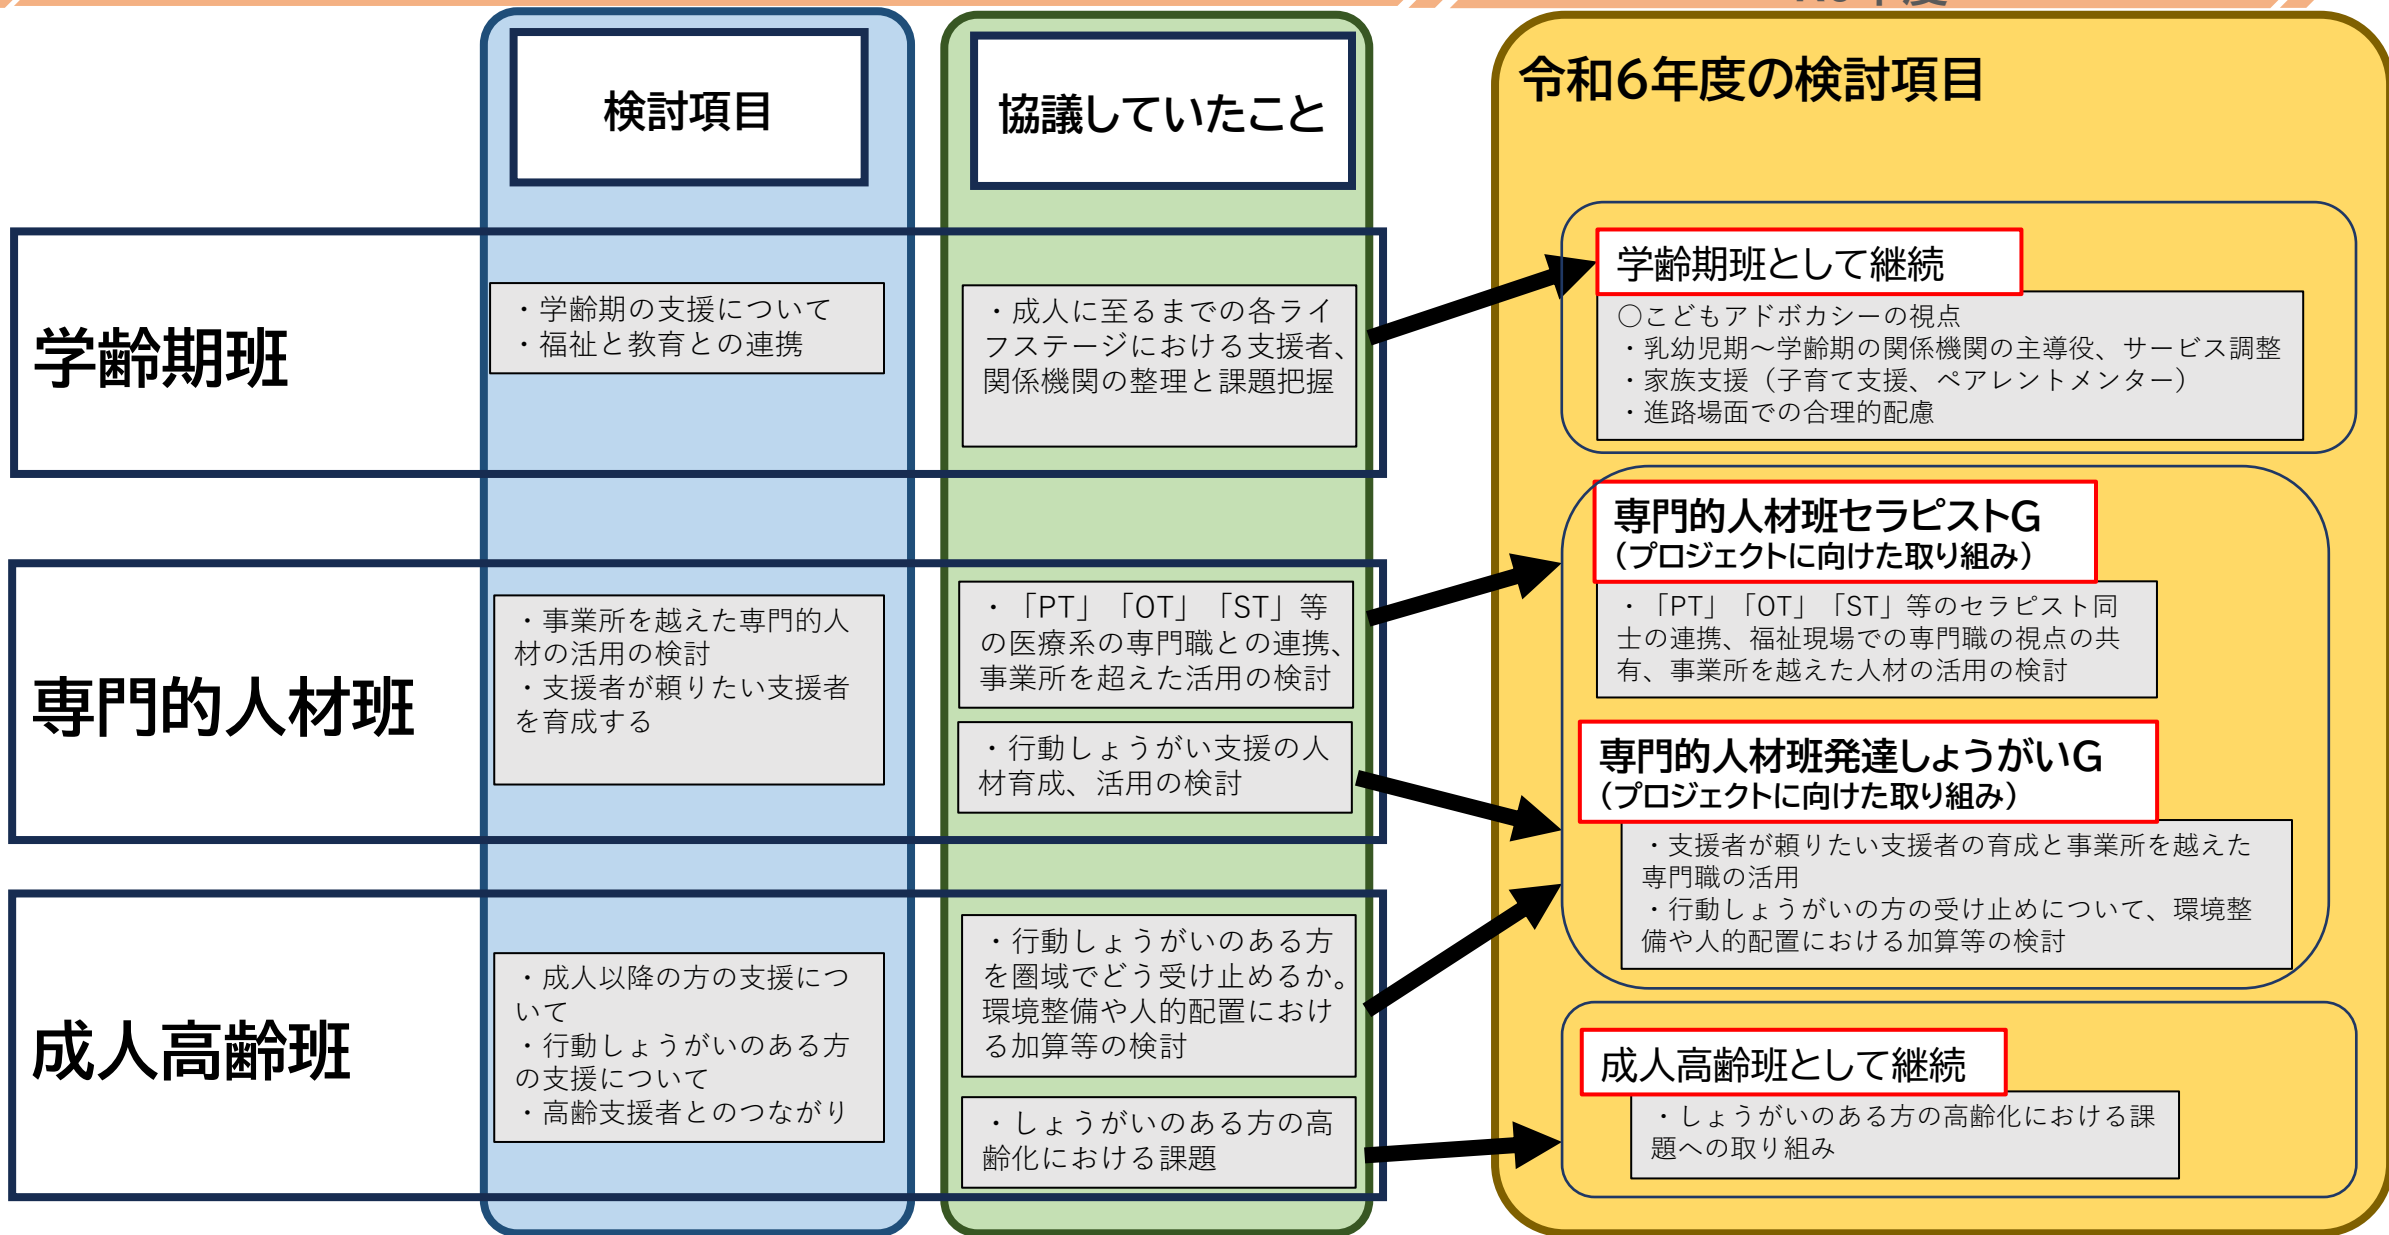 検討項目
協議していたこと
令和6年度の検討項目
学齢期班
・学齢期の支援について
・福祉と教育との連携
・成人に至るまでの各ライ
フステージにおける支援者、
関係機関の整理と課題把握
学齢期班として継続
○こどもアドボカシーの視点
・乳幼児期～学齢期の関係機関の主導役、サービス調整
・家族支援（子育て支援、ペアレントメンター）
・進路場面での合理的配慮
専門的人材班
・事業所を越えた専門的人
材の活用の検討
・支援者が頼りたい支援者
を育成する
・「PT」「OT」「ST」等
の医療系の専門職との連携、
事業所を超えた活用の検討
・行動しょうがい支援の人
材育成、活用の検討
専門的人材班セラピストG
（プロジェクトに向けた取り組み）
・「PT」「OT」「ST」等のセラピスト同
士の連携、福祉現場での専門職の視点の共
有、事業所を越えた人材の活用の検討
専門的人材班発達しょうがいG
（プロジェクトに向けた取り組み）
・支援者が頼りたい支援者の育成と事業所を越えた
専門職の活用
・行動しょうがいの方の受け止めについて、環境整
備や人的配置における加算等の検討
成人高齢班
・成人以降の方の支援につ
いて
・行動しょうがいのある方
の支援について
・高齢支援者とのつながり
・行動しょうがいのある方
を圏域でどう受け止めるか。
環境整備や人的配置におけ
る加算等の検討
・しょうがいのある方の高
齢化における課題
成人高齢班として継続
・しょうがいのある方の高齢化における課
題への取り組み